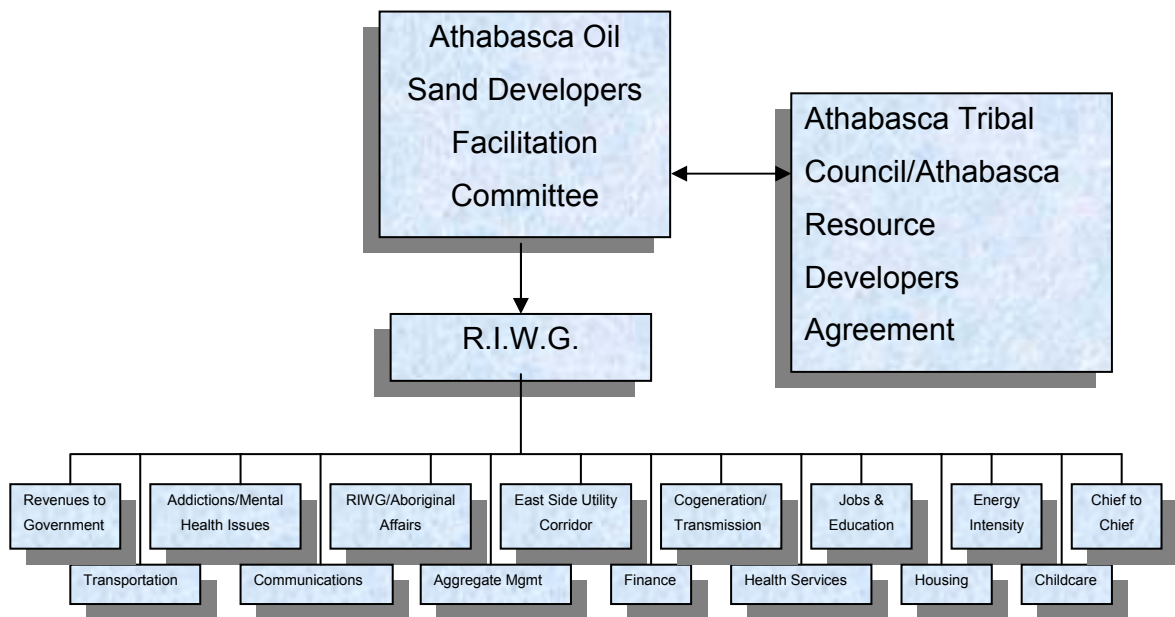 Athabasca Oil
Sand Developers
Facilitation
Committee
Athabasca Tribal
Council/Athabasca
Resource
Developers
Agreement
R.I.W.G.
Revenues to
Government
Addictions/Mental
Health Issues
RIWG/Aboriginal
Affairs
East Side Utility
Corridor
Cogeneration/
Transmission
Jobs &
Education
Energy
Intensity
Chief to
Chief
Transportation
Communications
Aggregate Mgmt
Finance
Health Services
Housing
Childcare